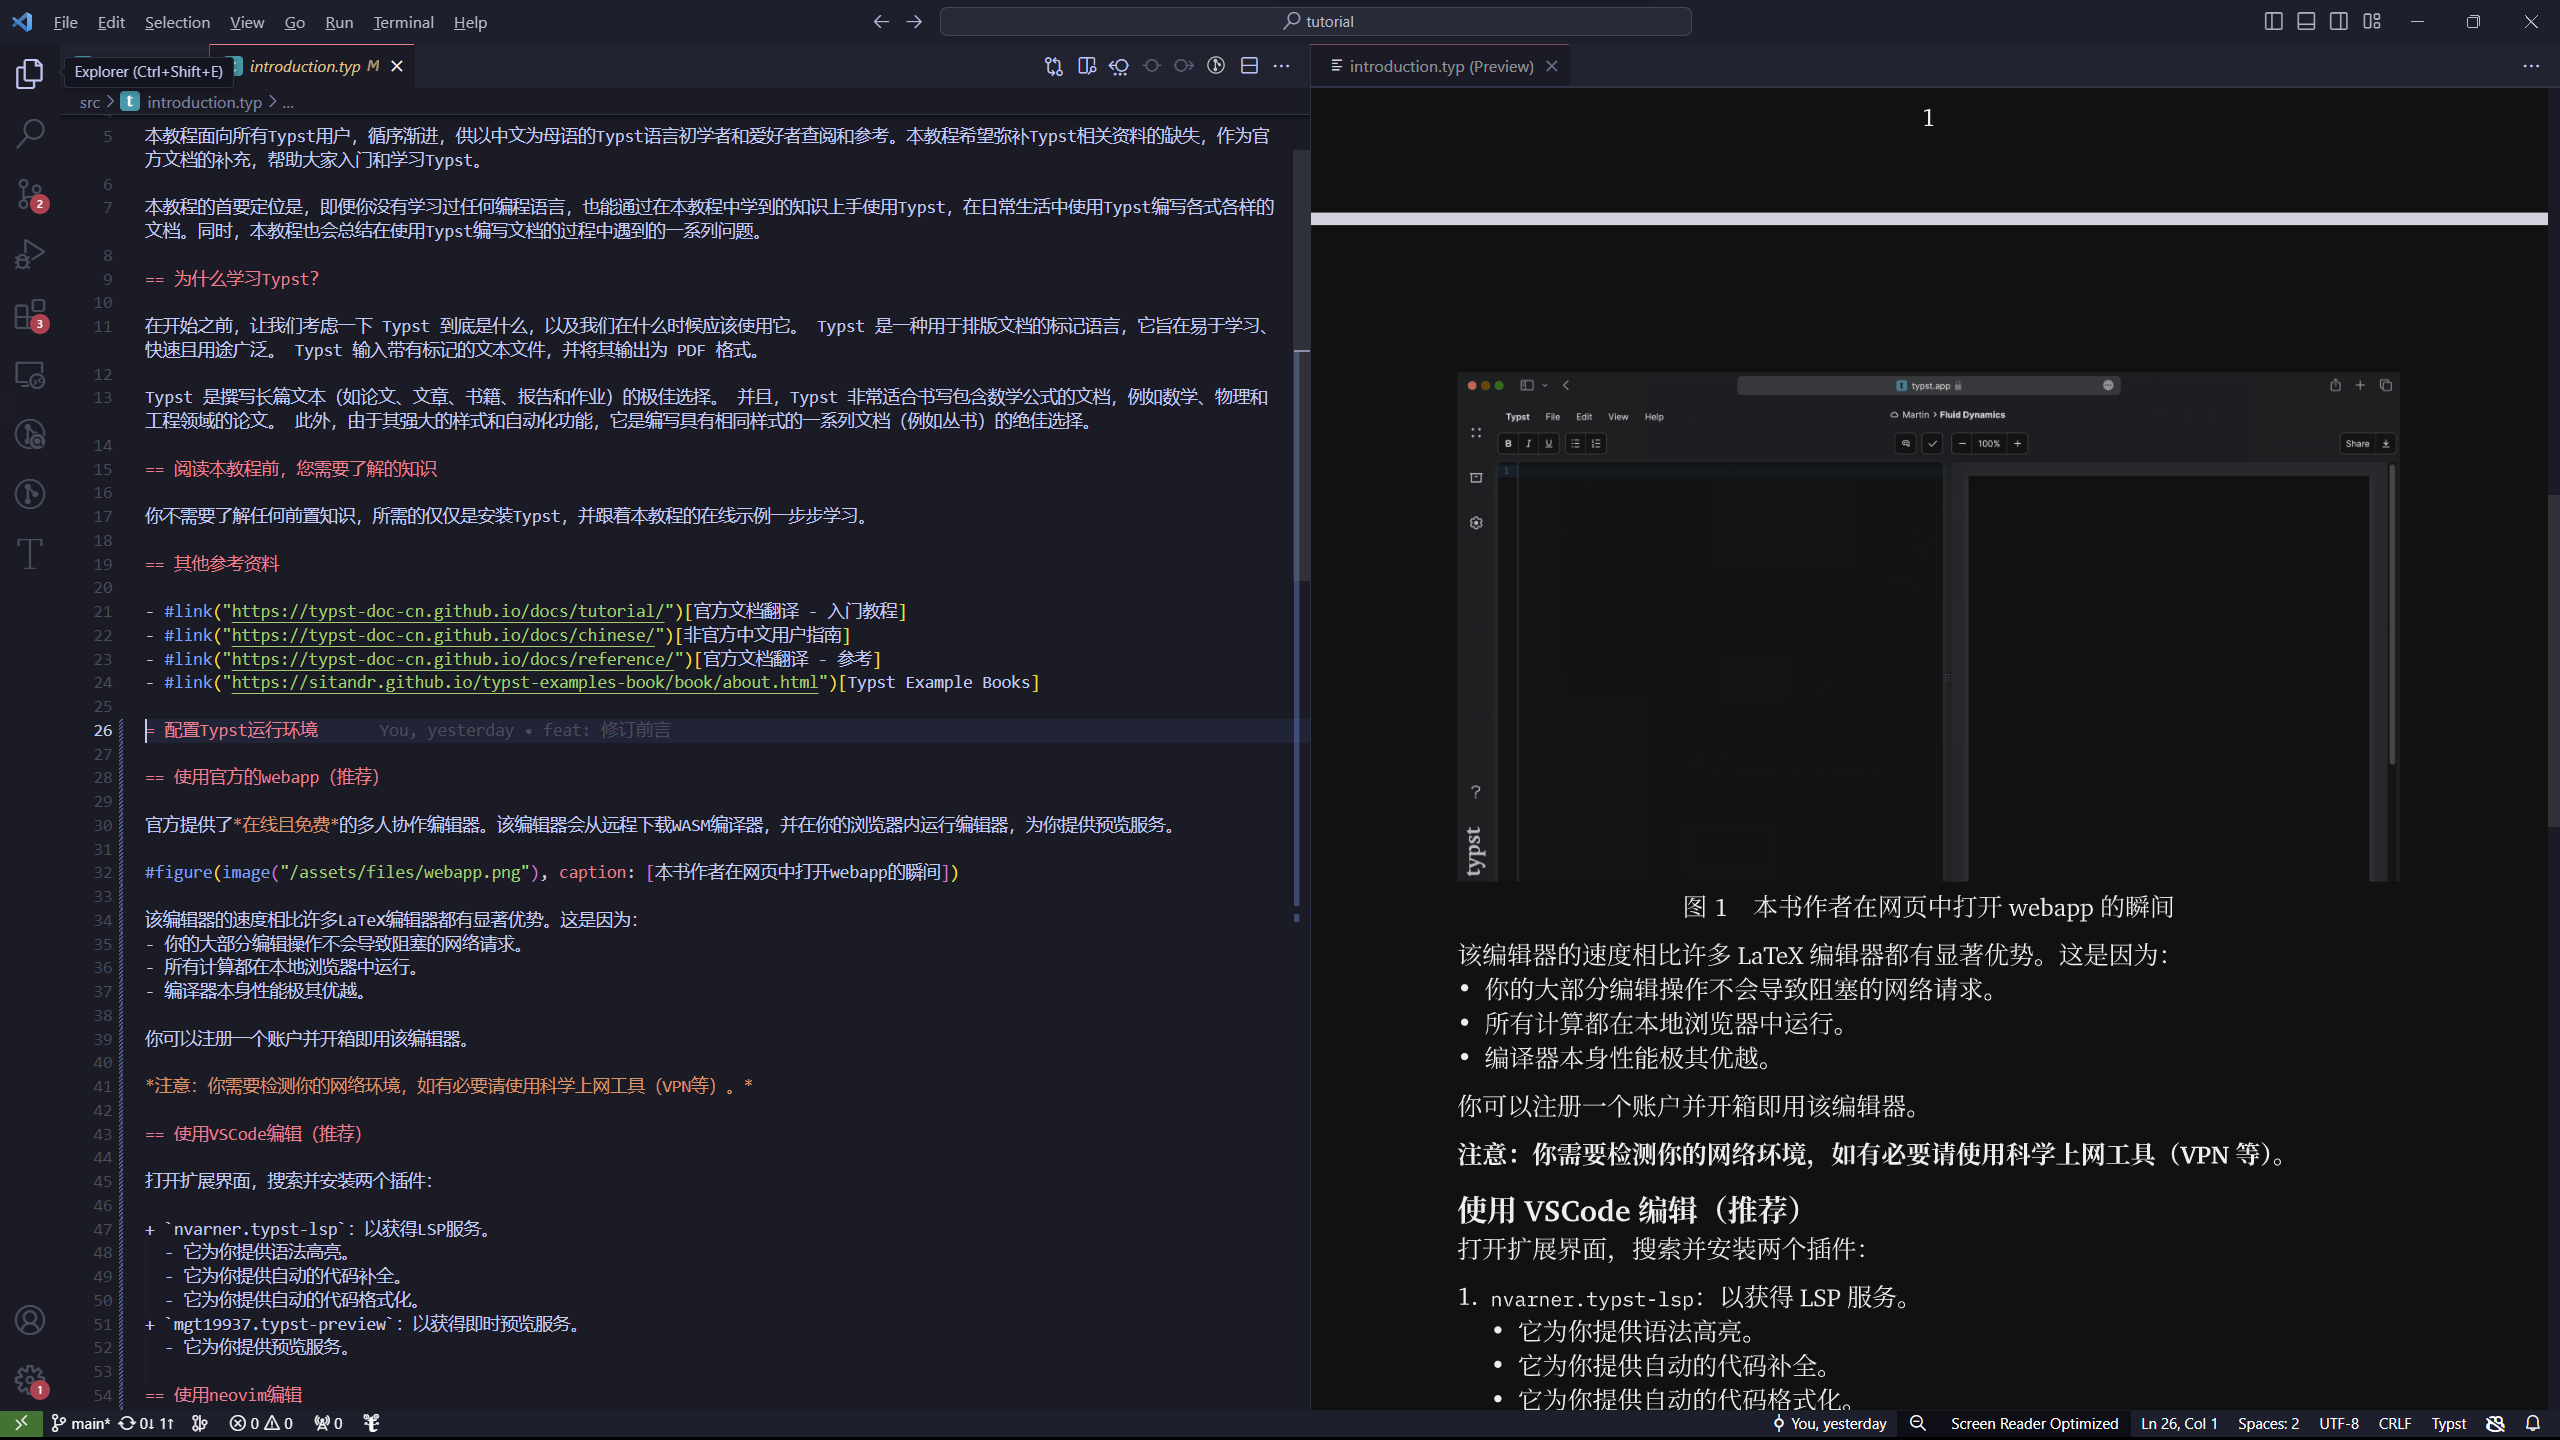 File Edit Selection View Go Run Terminal Help
tutorial
Explorer (Ctrl+Shift+E)
introduction.typ M
src > introduction.typ > ...
5 本教程面向所有Typst用户，循序渐进，供以中文为母语的Typst语言初学者和爱好者查阅和参考。本教程希望弥补Typst相关资料的缺失，作为官
方文档的补充，帮助大家入门和学习Typst。
6
7 本教程的首要定位是，即便你没有学习过任何编程语言，也能通过在本教程中学到的知识上手使用Typst，在日常生活中使用Typst编写各式各样的
文档。同时，本教程也会总结在使用Typst编写文档的过程中遇到的一系列问题。
8
9 == 为什么学习Typst？
10
11 在开始之前，让我们考虑一下 Typst 到底是什么，以及我们在什么时候应该使用它。 Typst 是一种用于排版文档的标记语言，它旨在易于学习、
快速且用途广泛。 Typst 输入带有标记的文本文件，并将其输出为 PDF 格式。
12
13 Typst 是撰写长篇文本（如论文、文章、书籍、报告和作业）的极佳选择。 并且，Typst 非常适合书写包含数学公式的文档，例如数学、物理和
工程领域的论文。 此外，由于其强大的样式和自动化功能，它是编写具有相同样式的一系列文档（例如丛书）的绝佳选择。
14
15 == 阅读本教程前，您需要了解的知识
16
17 你不需要了解任何前置知识，所需的仅仅是安装Typst，并跟着本教程的在线示例一步步学习。
18
19 == 其他参考资料
20
21 - #link("https://typst-doc-cn.github.io/docs/tutorial/")[官方文档翻译 - 入门教程]
22 - #link("https://typst-doc-cn.github.io/docs/chinese/")[非官方中文用户指南]
23 - #link("https://typst-doc-cn.github.io/docs/reference/")[官方文档翻译 - 参考]
24 - #link("https://sitandr.github.io/typst-examples-book/book/about.html")[Typst Example Books]
25
26 = 配置Typst运行环境 You, yesterday • feat: 修订前言
27
28 == 使用官方的webapp（推荐）
29
30 官方提供了*在线且免费*的多人协作编辑器。该编辑器会从远程下载WASM编译器，并在你的浏览器内运行编辑器，为你提供预览服务。
31
32 #figure(image("/assets/files/webapp.png"), caption: [本书作者在网页中打开webapp的瞬间])
33
34 该编辑器的速度相比许多LaTeX编辑器都有显著优势。这是因为：
35 - 你的大部分编辑操作不会导致阻塞的网络请求。
36 - 所有计算都在本地浏览器中运行。
37 - 编译器本身性能极其优越。
38
39 你可以注册一个账户并开箱即用该编辑器。
40
41 *注意：你需要检测你的网络环境，如有必要请使用科学上网工具（VPN等）。*
42
43 == 使用VSCode编辑（推荐）
44
45 打开扩展界面，搜索并安装两个插件：
46
47 + `nvarner.typst-lsp`：以获得LSP服务。
48 - 它为你提供语法高亮。
49 - 它为你提供自动的代码补全。
50 - 它为你提供自动的代码格式化。
51 + `mgt19937.typst-preview`：以获得即时预览服务。
52 - 它为你提供预览服务。
53
54 == 使用neovim编辑
2
3
1
introduction.typ (Preview)
1
typst.app
Typst File Edit View Help
Martin > Fluid Dynamics
B I U
100%
Share
1
?
typst
图 1 本书作者在网页中打开 webapp 的瞬间
该编辑器的速度相比许多 LaTeX 编辑器都有显著优势。这是因为：
• 你的大部分编辑操作不会导致阻塞的网络请求。
• 所有计算都在本地浏览器中运行。
• 编译器本身性能极其优越。
你可以注册一个账户并开箱即用该编辑器。
注意：你需要检测你的网络环境，如有必要请使用科学上网工具（VPN 等）。
使用 VSCode 编辑（推荐）
打开扩展界面，搜索并安装两个插件：
1. nvarner.typst-lsp：以获得 LSP 服务。
• 它为你提供语法高亮。
• 它为你提供自动的代码补全。
• 它为你提供自动的代码格式化。
main* 0↓ 1↑ 0 0 0
You, yesterday Screen Reader Optimized Ln 26, Col 1 Spaces: 2 UTF-8 CRLF Typst